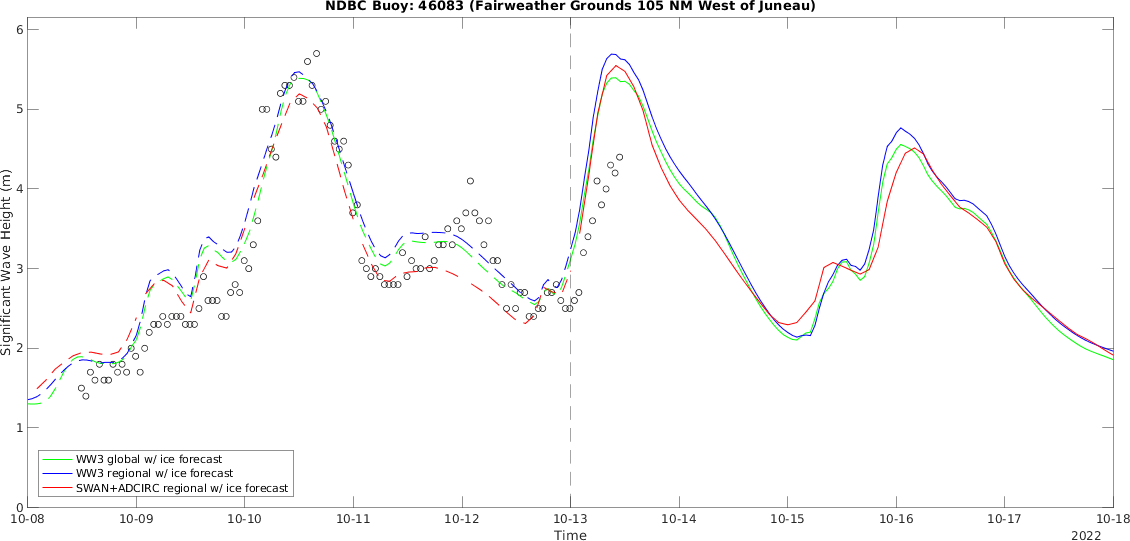 NDBC Buoy: 46083 (Fairweather Grounds 105 NM West of Juneau)
6
5
4
3
2
1
0
Significant Wave Height (m)
WW3 global w/ ice forecast
WW3 regional w/ ice forecast
SWAN+ADCIRC regional w/ ice forecast
10-08 10-09 10-10 10-11 10-12 10-13 10-14 10-15 10-16 10-17 10-18
Time
2022